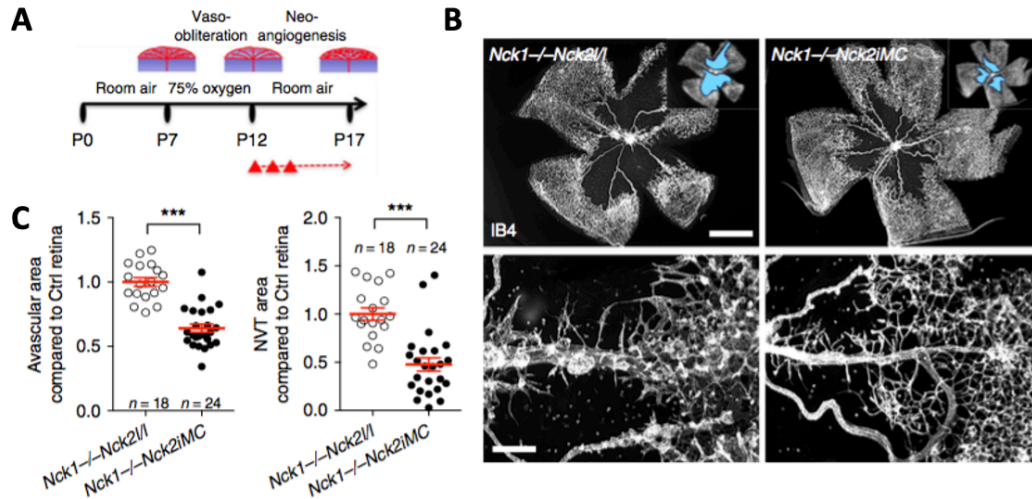 A
Vaso-
obliteration
Neo-
angiogenesis
Room air
75% oxygen
Room air
P0
P7
P12
P17
B
Nck1–/–Nck2l/l
Nck1–/–Nck2iMC
IB4
C
Avascular area
compared to Ctrl retina
1.5
1.0
0.5
0.0
***
n = 18
n = 24
Nck1–/–Nck2l/l
Nck1–/–Nck2iMC
NVT area
compared to Ctrl retina
2.0
1.5
1.0
0.5
0.0
***
n = 18
n = 24
Nck1–/–Nck2l/l
Nck1–/–Nck2iMC